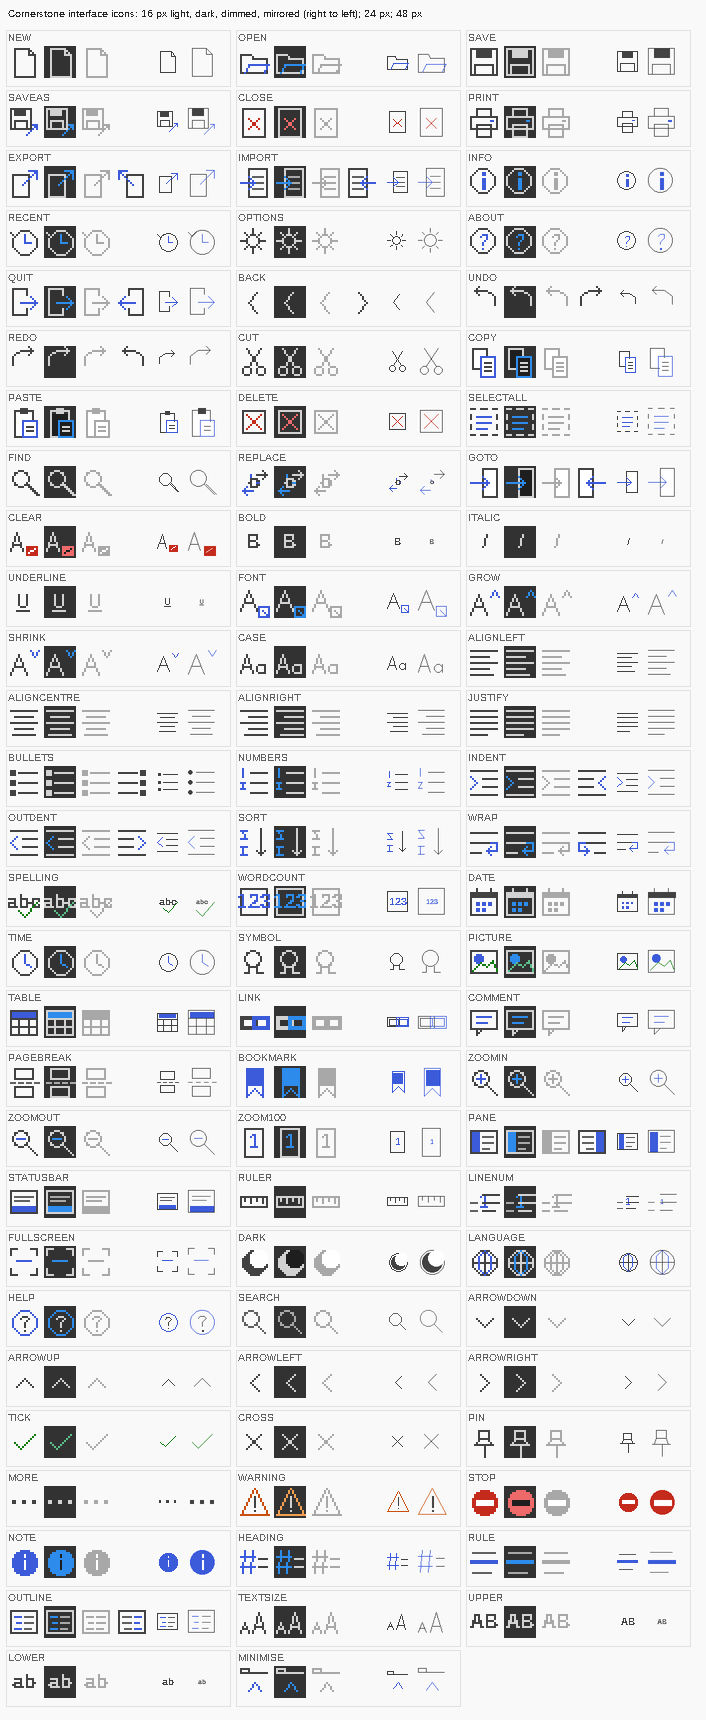 Cornerstone interface icons: 16 px light, dark, dimmed, mirrored (right to left); 24 px; 48 px
NEW OPEN SAVE
SAVEAS CLOSE PRINT
EXPORT IMPORT INFO
RECENT OPTIONS ABOUT
QUIT BACK UNDO
REDO CUT COPY
PASTE DELETE SELECTALL
FIND REPLACE GOTO
CLEAR BOLD ITALIC
UNDERLINE FONT GROW
SHRINK CASE ALIGNLEFT
ALIGNCENTRE ALIGNRIGHT JUSTIFY
BULLETS NUMBERS INDENT
OUTDENT SORT WRAP
SPELLING WORDCOUNT DATE
TIME SYMBOL PICTURE
TABLE LINK COMMENT
PAGEBREAK BOOKMARK ZOOMIN
ZOOMOUT ZOOM100 PANE
STATUSBAR RULER LINENUM
FULLSCREEN DARK LANGUAGE
HELP SEARCH ARROWDOWN
ARROWUP ARROWLEFT ARROWRIGHT
TICK CROSS PIN
MORE WARNING STOP
NOTE HEADING RULE
OUTLINE TEXTSIZE UPPER
LOWER MINIMISE